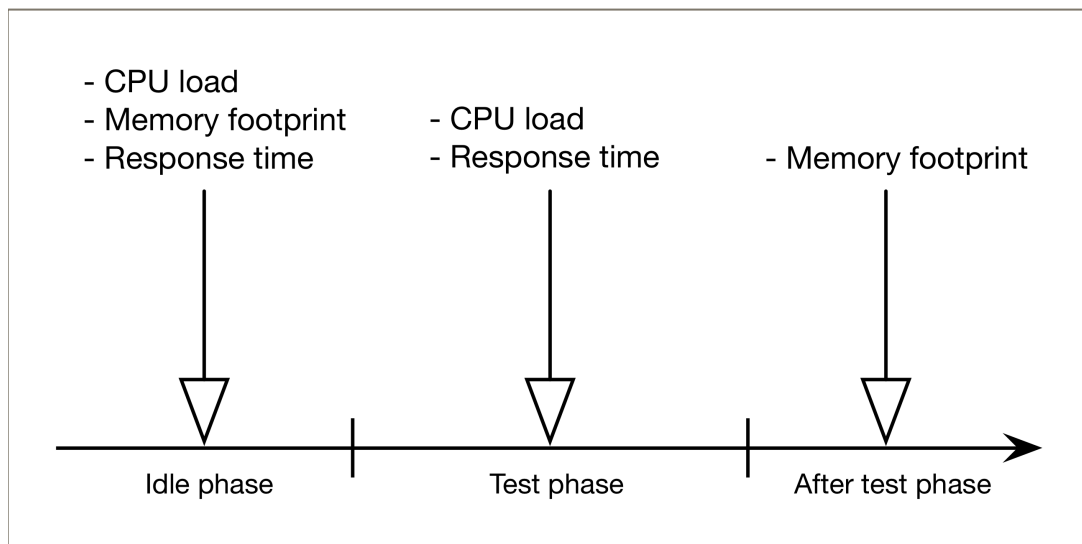 - CPU load
- Memory footprint
- Response time
- CPU load
- Response time
- Memory footprint
Idle phase
Test phase
After test phase